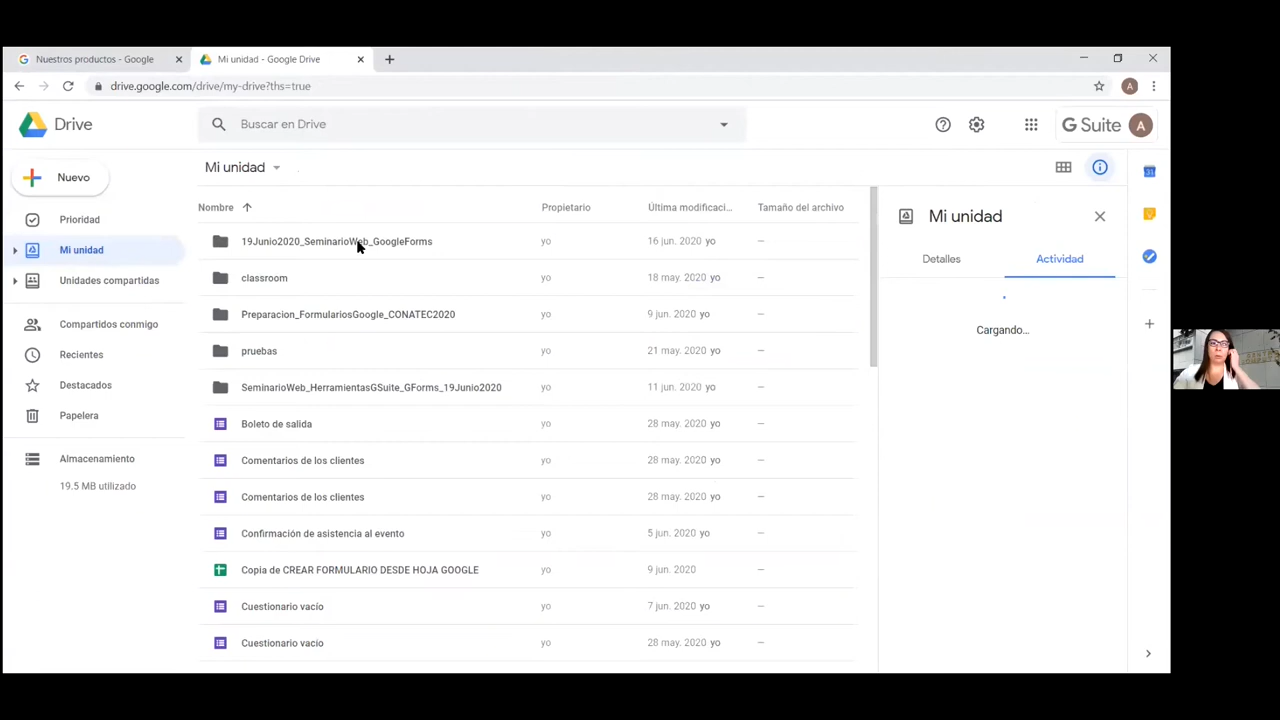 Nuestros productos - Google
Mi unidad - Google Drive
drive.google.com/drive/my-drive?ths=true
A
Drive
Buscar en Drive
G Suite
A
Nuevo
Mi unidad
31
Nombre
Propietario
Última modificaci...
Tamaño del archivo
Mi unidad
Prioridad
19Junio2020_SeminarioWeb_GoogleForms
yo
16 jun. 2020 yo
—
Mi unidad
Detalles
Actividad
classroom
yo
18 may. 2020 yo
—
Unidades compartidas
Cargando...
Preparacion_FormulariosGoogle_CONATEC2020
yo
9 jun. 2020 yo
—
Compartidos conmigo
pruebas
yo
21 may. 2020 yo
—
Recientes
SeminarioWeb_HerramientasGSuite_GForms_19Junio2020
yo
11 jun. 2020 yo
—
Destacados
Boleto de salida
yo
28 may. 2020 yo
—
Papelera
Comentarios de los clientes
yo
28 may. 2020 yo
—
Almacenamiento
19.5 MB utilizado
Comentarios de los clientes
yo
28 may. 2020 yo
—
Confirmación de asistencia al evento
yo
5 jun. 2020 yo
—
Copia de CREAR FORMULARIO DESDE HOJA GOOGLE
yo
9 jun. 2020
—
Cuestionario vacío
yo
7 jun. 2020 yo
—
Cuestionario vacío
yo
28 may. 2020 yo
—